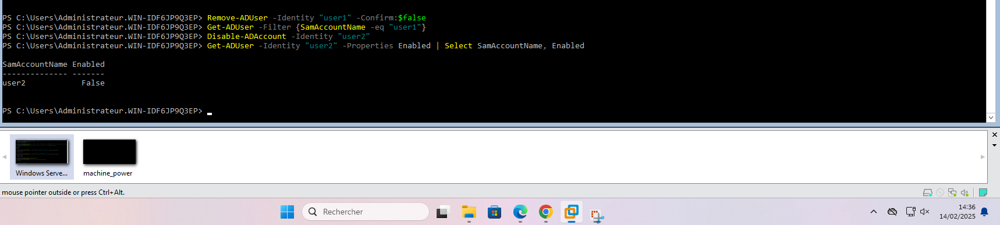 PS C:\Users\Administrateur.WIN-IDF6JP9Q3EP> Remove-ADUser -Identity "user1" -Confirm:$false
PS C:\Users\Administrateur.WIN-IDF6JP9Q3EP> Get-ADUser -Filter {SamAccountName -eq "user1"}
PS C:\Users\Administrateur.WIN-IDF6JP9Q3EP> Disable-ADAccount -Identity "user2"
PS C:\Users\Administrateur.WIN-IDF6JP9Q3EP> Get-ADUser -Identity "user2" -Properties Enabled | Select SamAccountName, Enabled
SamAccountName Enabled
-------------- -------
user2 False
PS C:\Users\Administrateur.WIN-IDF6JP9Q3EP>
Windows Serve... machine_power
mouse pointer outside or press Ctrl+Alt.
Rechercher
14:36
14/02/2025